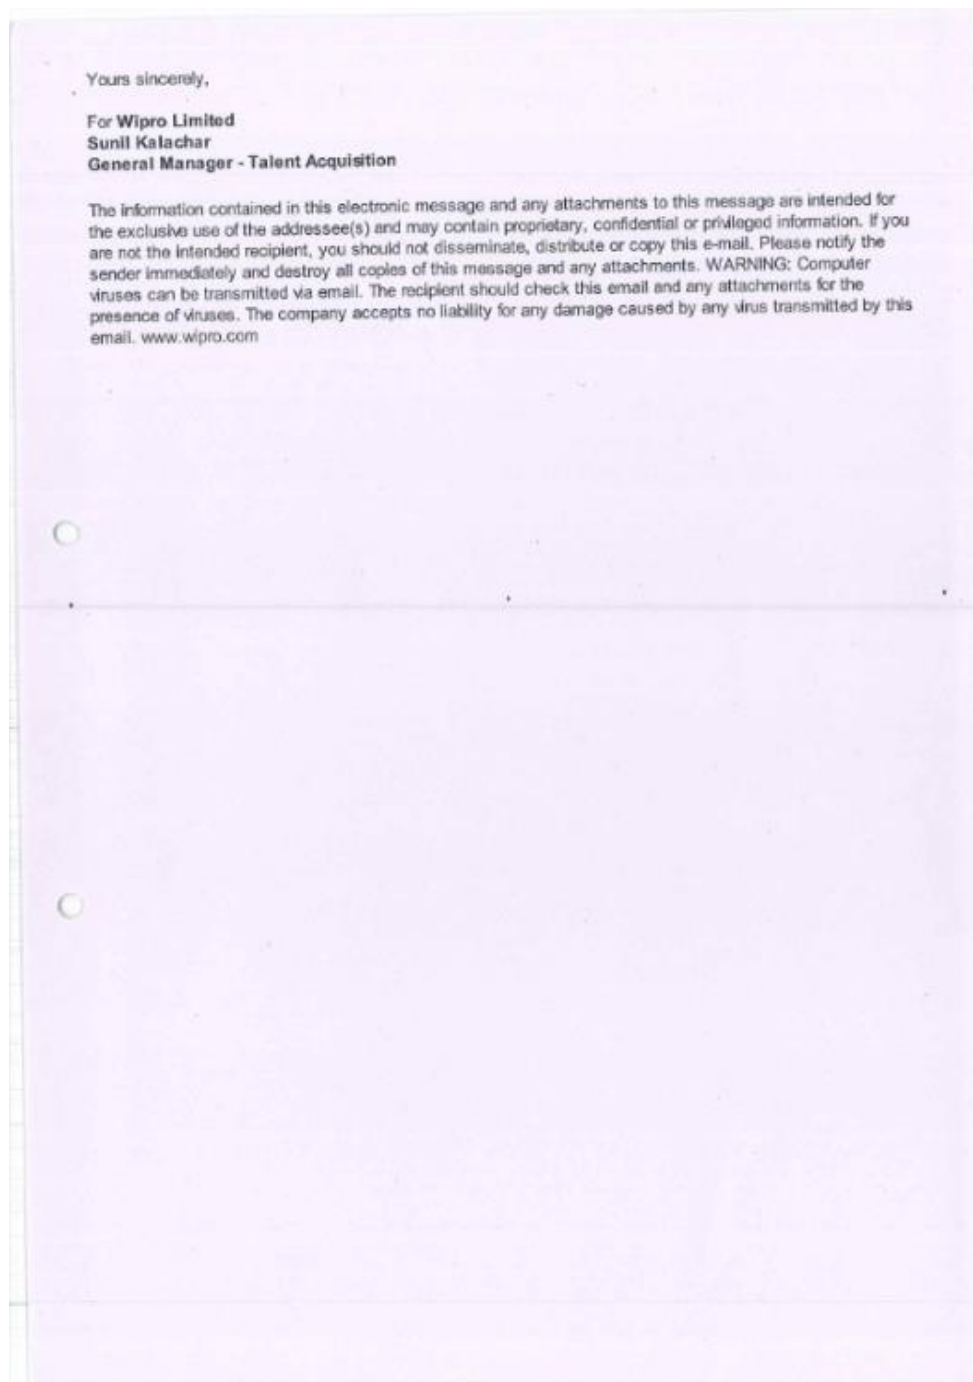 Yours sincerely,
For Wipro Limited
Sunil Kalachar
General Manager - Talent Acquisition
The information contained in this electronic message and any attachments to this message are intended for
the exclusive use of the addressee(s) and may contain proprietary, confidential or privileged information. If you
are not the intended recipient, you should not disseminate, distribute or copy this e-mail. Please notify the
sender immediately and destroy all copies of this message and any attachments. WARNING: Computer
viruses can be transmitted via email. The recipient should check this email and any attachments for the
presence of viruses. The company accepts no liability for any damage caused by any virus transmitted by this
email. www.wipro.com